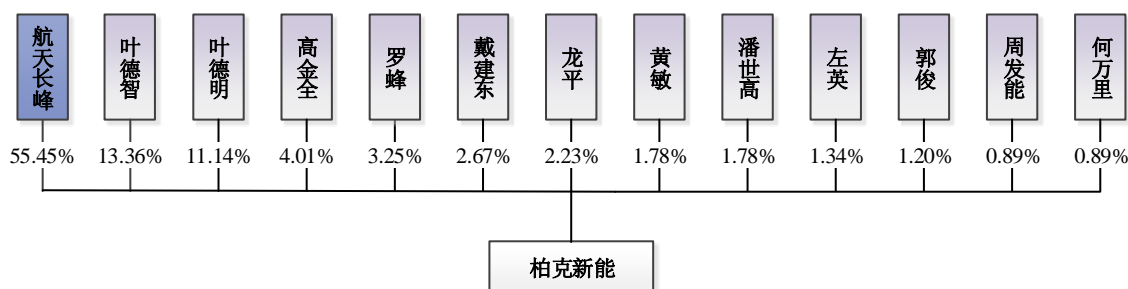 航天长峰
叶德智
叶德明
高金全
罗蜂
戴建东
龙平
黄敏
潘世高
左英
郭俊
周发能
何万里
55.45%
13.36%
11.14%
4.01%
3.25%
2.67%
2.23%
1.78%
1.78%
1.34%
1.20%
0.89%
0.89%
柏克新能